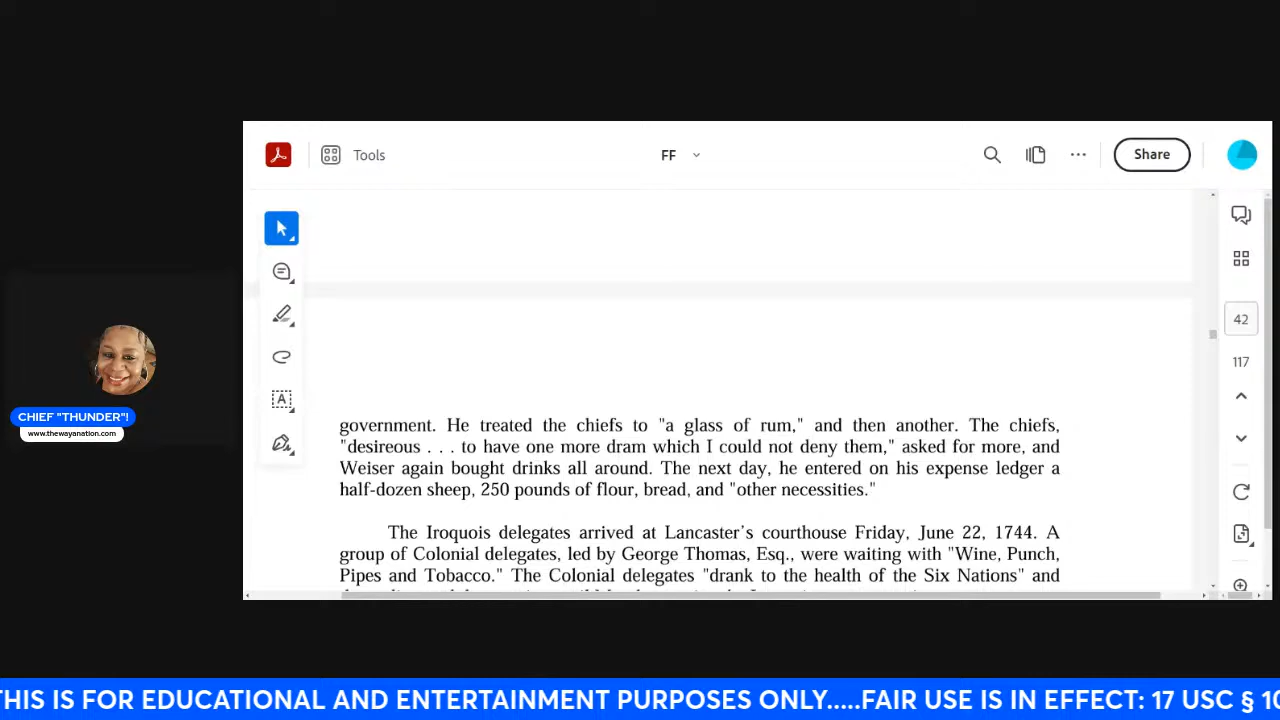 Tools
FF
Share
42
117
government. He treated the chiefs to "a glass of rum," and then another. The chiefs,
"desireous . . . to have one more dram which I could not deny them," asked for more, and
Weiser again bought drinks all around. The next day, he entered on his expense ledger a
half-dozen sheep, 250 pounds of flour, bread, and "other necessities."
The Iroquois delegates arrived at Lancaster's courthouse Friday, June 22, 1744. A
group of Colonial delegates, led by George Thomas, Esq., were waiting with "Wine, Punch,
Pipes and Tobacco." The Colonial delegates "drank to the health of the Six Nations" and
CHIEF "THUNDER"!
www.thewayanation.com
THIS IS FOR EDUCATIONAL AND ENTERTAINMENT PURPOSES ONLY.....FAIR USE IS IN EFFECT: 17 USC § 10